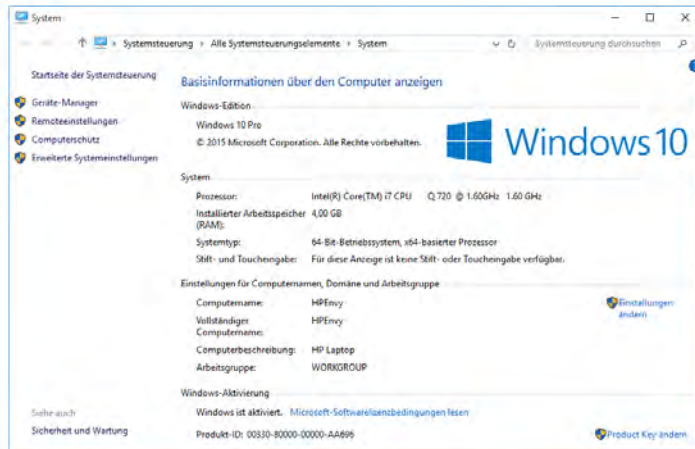 System
Systemsteuerung › Alle Systemsteuerungselemente › System
Systemsteuerung durchsuchen
Startseite der Systemsteuerung
Geräte-Manager
Remoteeinstellungen
Computerschutz
Erweiterte Systemeinstellungen
Basisinformationen über den Computer anzeigen
Windows-Edition
Windows 10 Pro
© 2015 Microsoft Corporation. Alle Rechte vorbehalten.
Windows 10
System
Prozessor: Intel(R) Core(TM) i7 CPU Q 720 @ 1.60GHz 1.60 GHz
Installierter Arbeitsspeicher 4,00 GB
(RAM):
Systemtyp: 64-Bit-Betriebssystem, x64-basierter Prozessor
Stift- und Toucheingabe: Für diese Anzeige ist keine Stift- oder Toucheingabe verfügbar.
Einstellungen für Computernamen, Domäne und Arbeitsgruppe
Computername: HPEnvy
Einstellungen
ändern
Vollständiger HPEnvy
Computername:
Computerbeschreibung: HP Laptop
Arbeitsgruppe: WORKGROUP
Windows-Aktivierung
Windows ist aktiviert. Microsoft-Softwarelizenzbedingungen lesen
Produkt-ID: 00330-80000-00000-AA696
Product Key ändern
Siehe auch
Sicherheit und Wartung